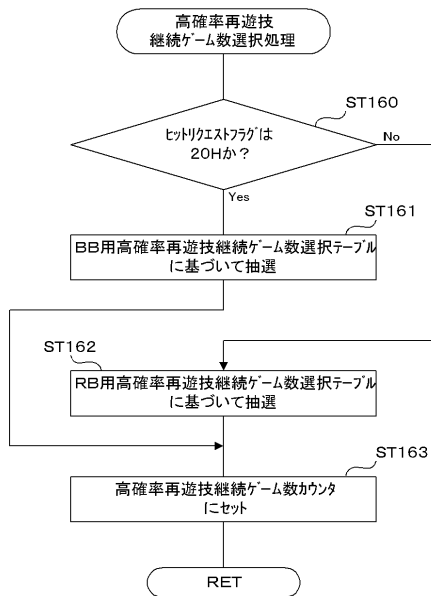 高確率再遊技
継続ｹﾞｰﾑ数選択処理
ST160
ﾋｯﾄﾘｸｴｽﾄﾌﾗｸﾞは
20Hか？
No
Yes
ST161
BB用高確率再遊技継続ｹﾞｰﾑ数選択ﾃｰﾌﾞﾙ
に基づいて抽選
ST162
RB用高確率再遊技継続ｹﾞｰﾑ数選択ﾃｰﾌﾞﾙ
に基づいて抽選
ST163
高確率再遊技継続ｹﾞｰﾑ数ｶｳﾝﾀ
にｾｯﾄ
RET